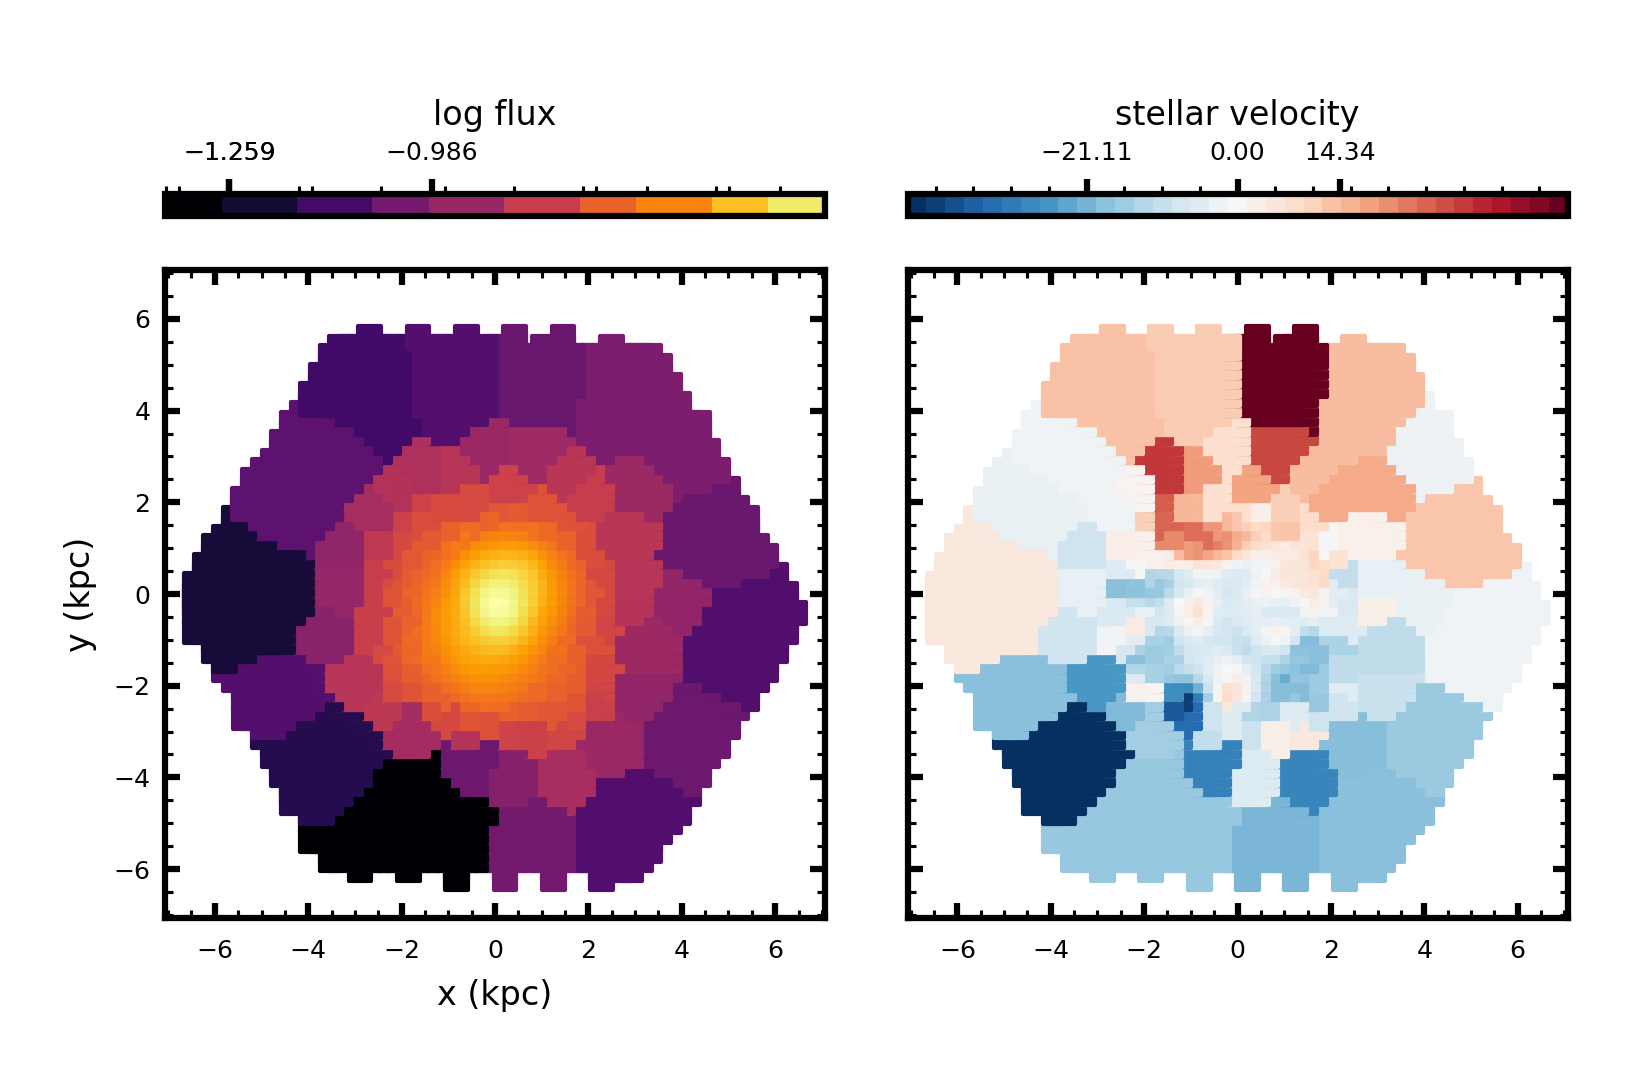 log flux
stellar velocity
−1.259 −0.986
−21.11 0.00 14.34
6
4
2
0
−2
−4
−6
y (kpc)
−6 −4 −2 0 2 4 6
−6 −4 −2 0 2 4 6
x (kpc)